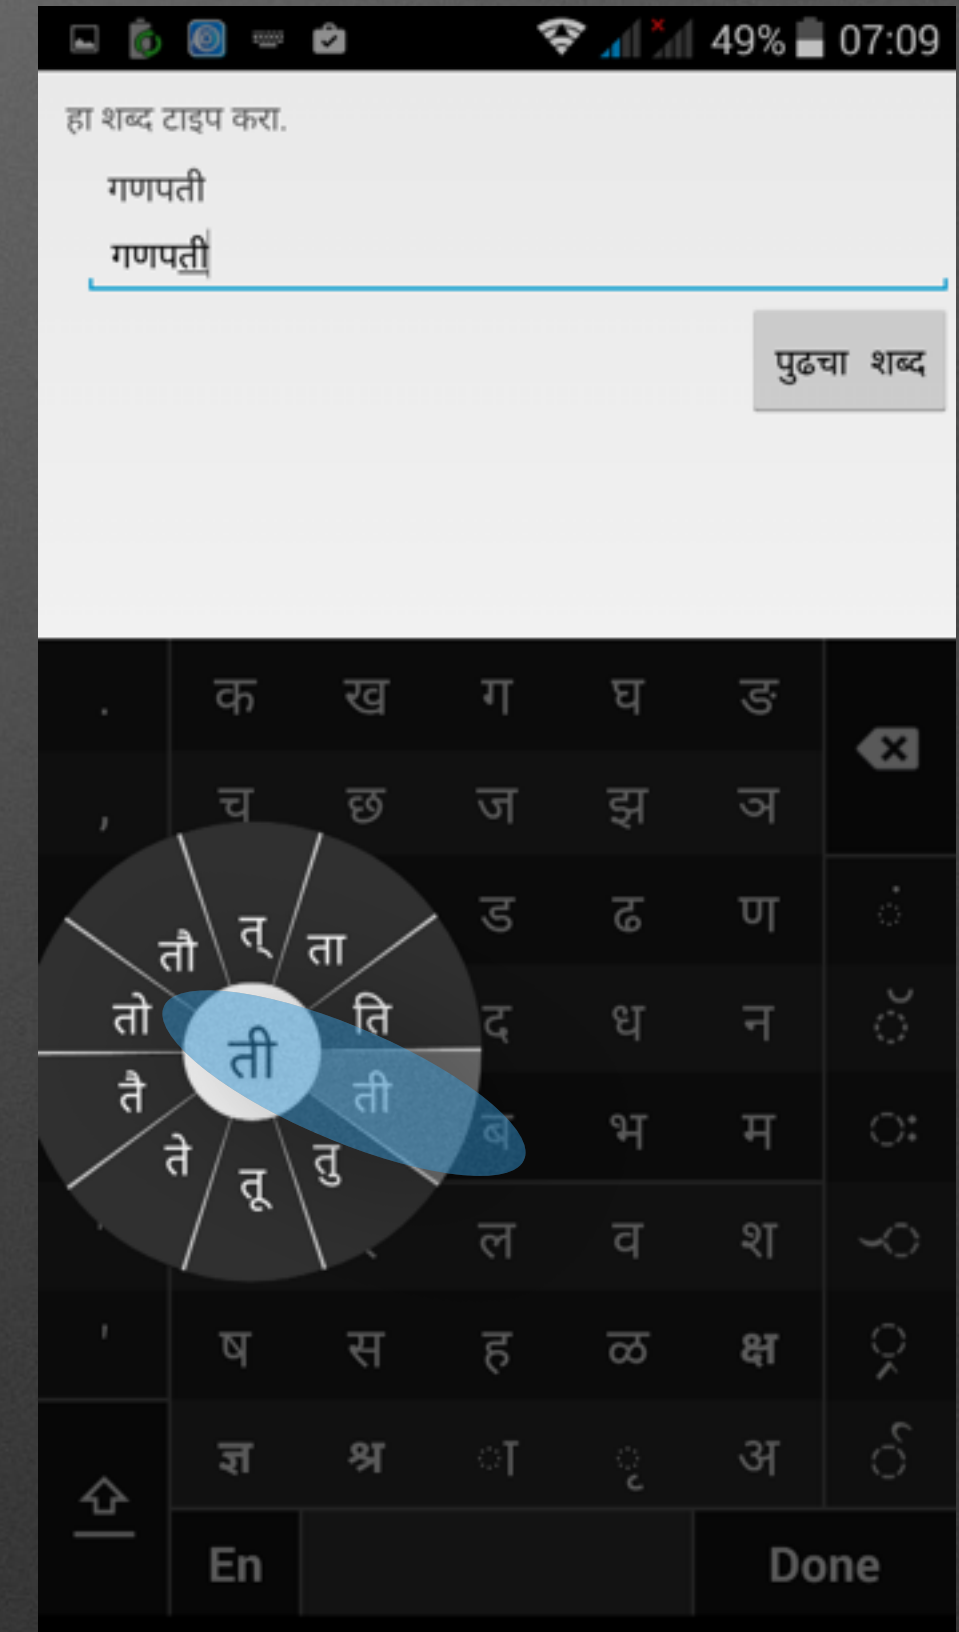 49% 07:09
हा शब्द टाइप करा.
गणपती
गणपती
पुढचा शब्द
. क ख ग घ ङ
, च छ ज झ ञ
ड ढ ण ं
त् ता ति ती तु तू ते तै तो तौ
ती
द ध न ँ
ब भ म ः
ल व श
' ष स ह ळ क्ष
ज्ञ श्र ा ृ अ
En Done